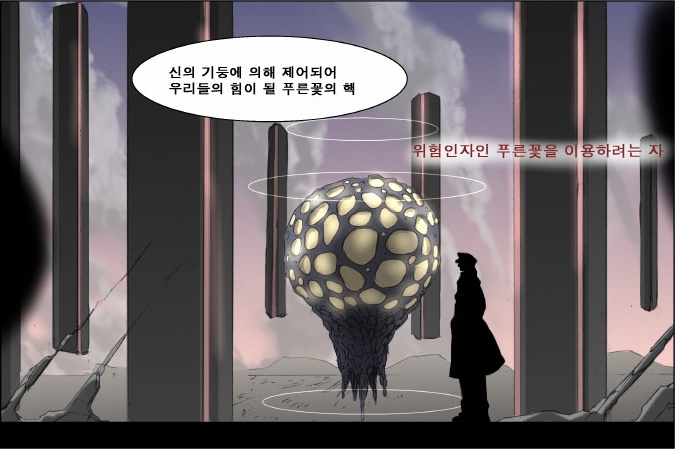 신의 기둥에 의해 제어되어
우리들의 힘이 될 푸른꽃의 핵
위험인자인 푸른꽃을 이용하려는 자